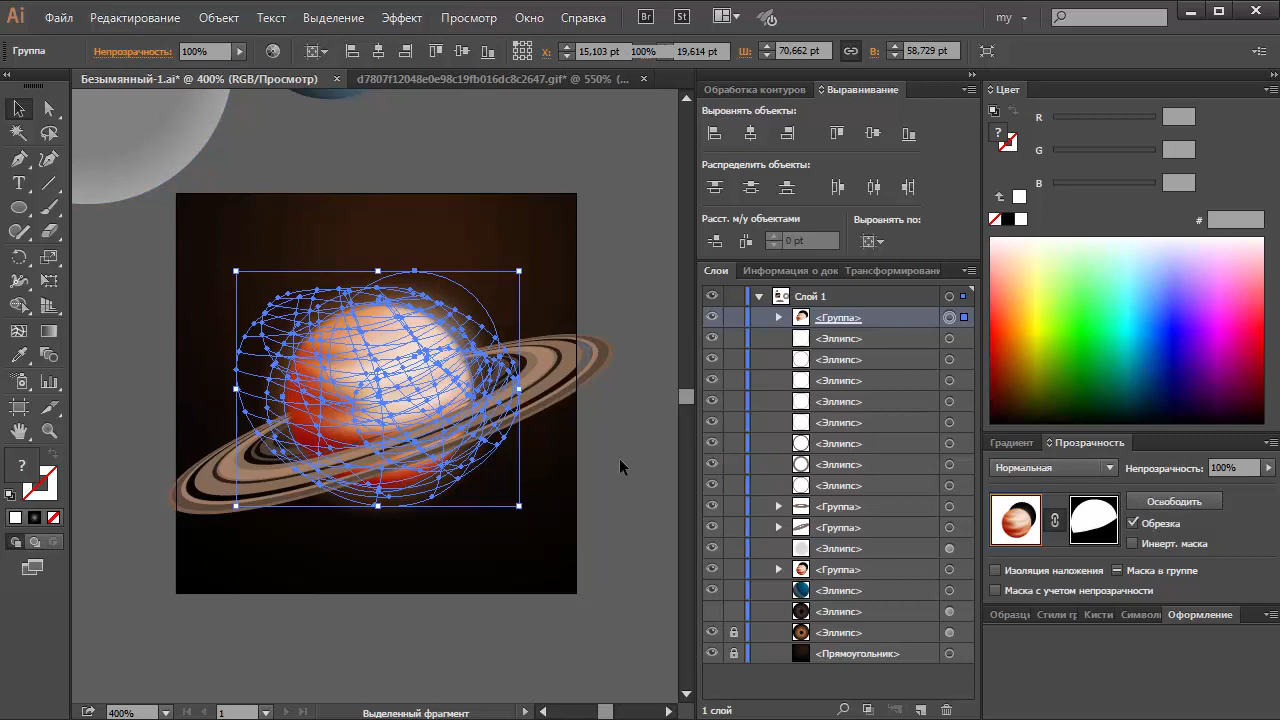 Ai Файл Редактирование Объект Текст Выделение Эффект Просмотр Окно Справка Br St my
Группа Непрозрачность: 100% X: 15,103 pt 100% 19,614 pt Ш: 70,662 pt В: 58,729 pt
Безымянный-1.ai* @ 400% (RGB/Просмотр) × d7807f12048e0e98c19fb016dc8c2647.gif* @ 550% (... ×
Обработка контуров Выравнивание
Выровнять объекты:
Распределить объекты:
Расст. м/у объектами Выровнять по:
0 pt
Слои Информация о док Трансформировани
Слой 1
<Группа>
<Эллипс>
<Эллипс>
<Эллипс>
<Эллипс>
<Эллипс>
<Эллипс>
<Эллипс>
<Эллипс>
<Группа>
<Группа>
<Эллипс>
<Группа>
<Эллипс>
<Эллипс>
<Эллипс>
<Прямоугольник>
1 слой
Цвет
R
G
B
#
Градиент Прозрачность
Нормальная Непрозрачность: 100%
Освободить
Обрезка
Инверт. маска
Изоляция наложения Маска в группе
Маска с учетом непрозрачности
Образцы Стили гр Кисти Символы Оформление
400% 1 Выделенный фрагмент